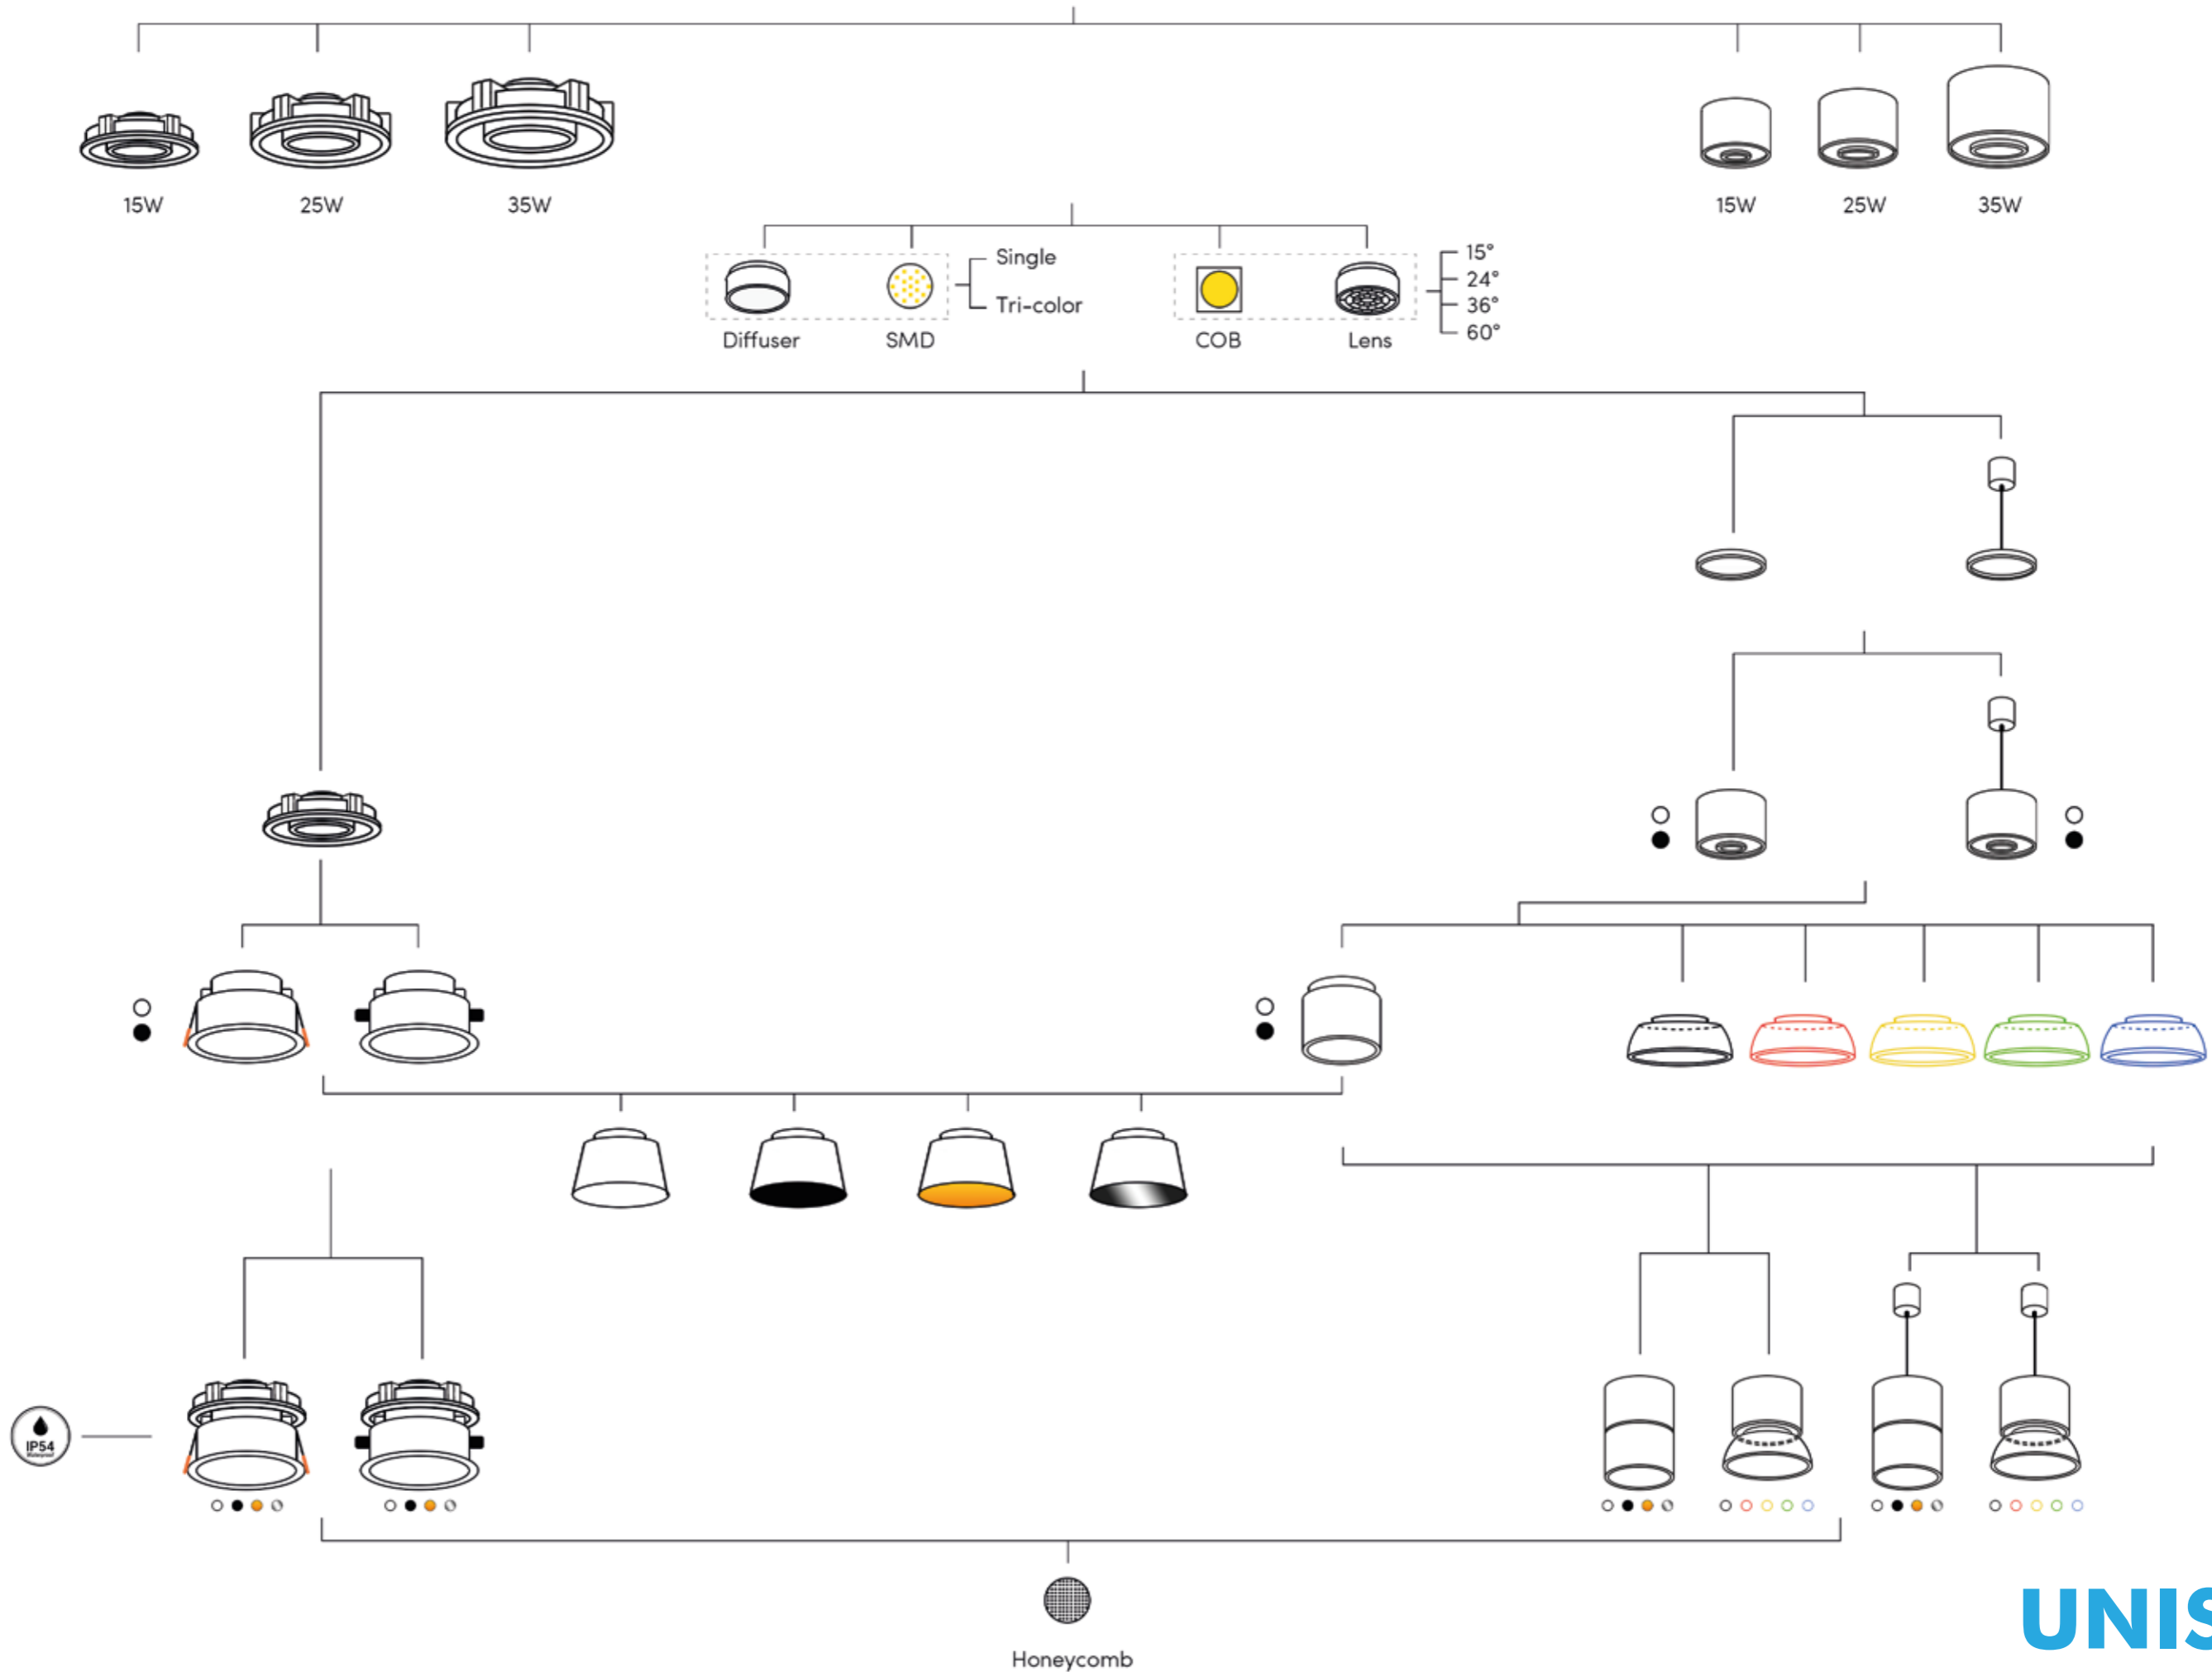 15W 25W 35W 15W 25W 35W
Single
Tri-color
15°
24°
36°
60°
Diffuser SMD COB Lens
IP54
Waterproof
Honeycomb
UNIS